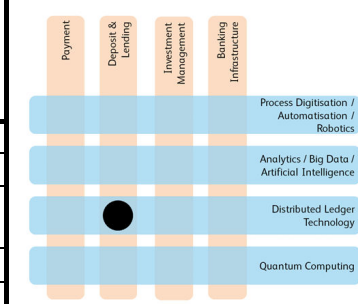 Payment
Deposit &
Lending
Investment
Management
Banking
Infrastructure
Process Digitisation /
Automatisation /
Robotics
Analytics / Big Data /
Artificial Intelligence
Distributed Ledger
Technology
Quantum Computing